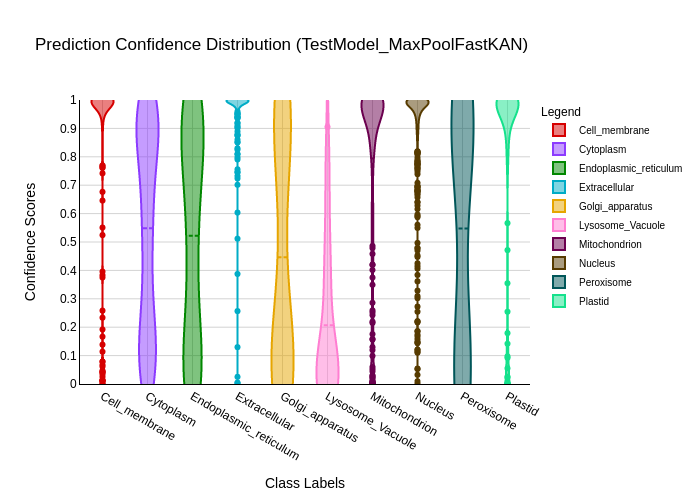 Prediction Confidence Distribution (TestModel_MaxPoolFastKAN)
Confidence Scores
1
0.9
0.8
0.7
0.6
0.5
0.4
0.3
0.2
0.1
0
Cell_membrane
Cytoplasm
Endoplasmic_reticulum
Extracellular
Golgi_apparatus
Lysosome_Vacuole
Mitochondrion
Nucleus
Peroxisome
Plastid
Class Labels
Legend
Cell_membrane
Cytoplasm
Endoplasmic_reticulum
Extracellular
Golgi_apparatus
Lysosome_Vacuole
Mitochondrion
Nucleus
Peroxisome
Plastid